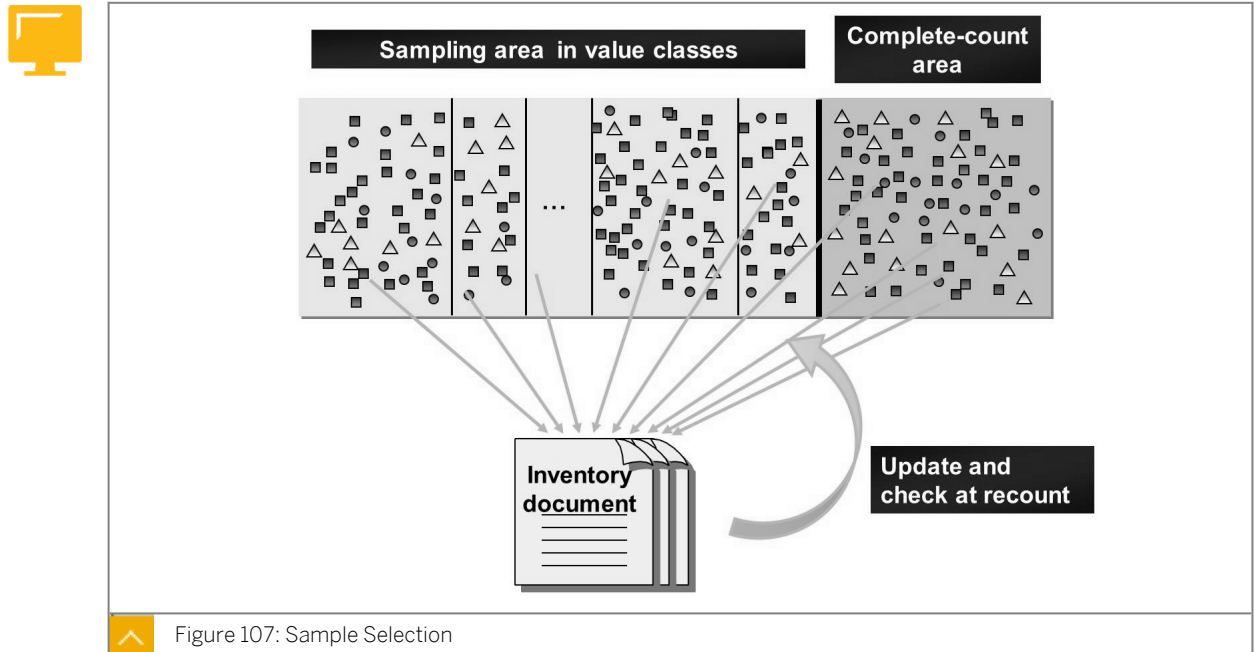 Sampling area in value classes
Complete-count
area
...
Inventory
document
Update and
check at recount
Figure 107: Sample Selection